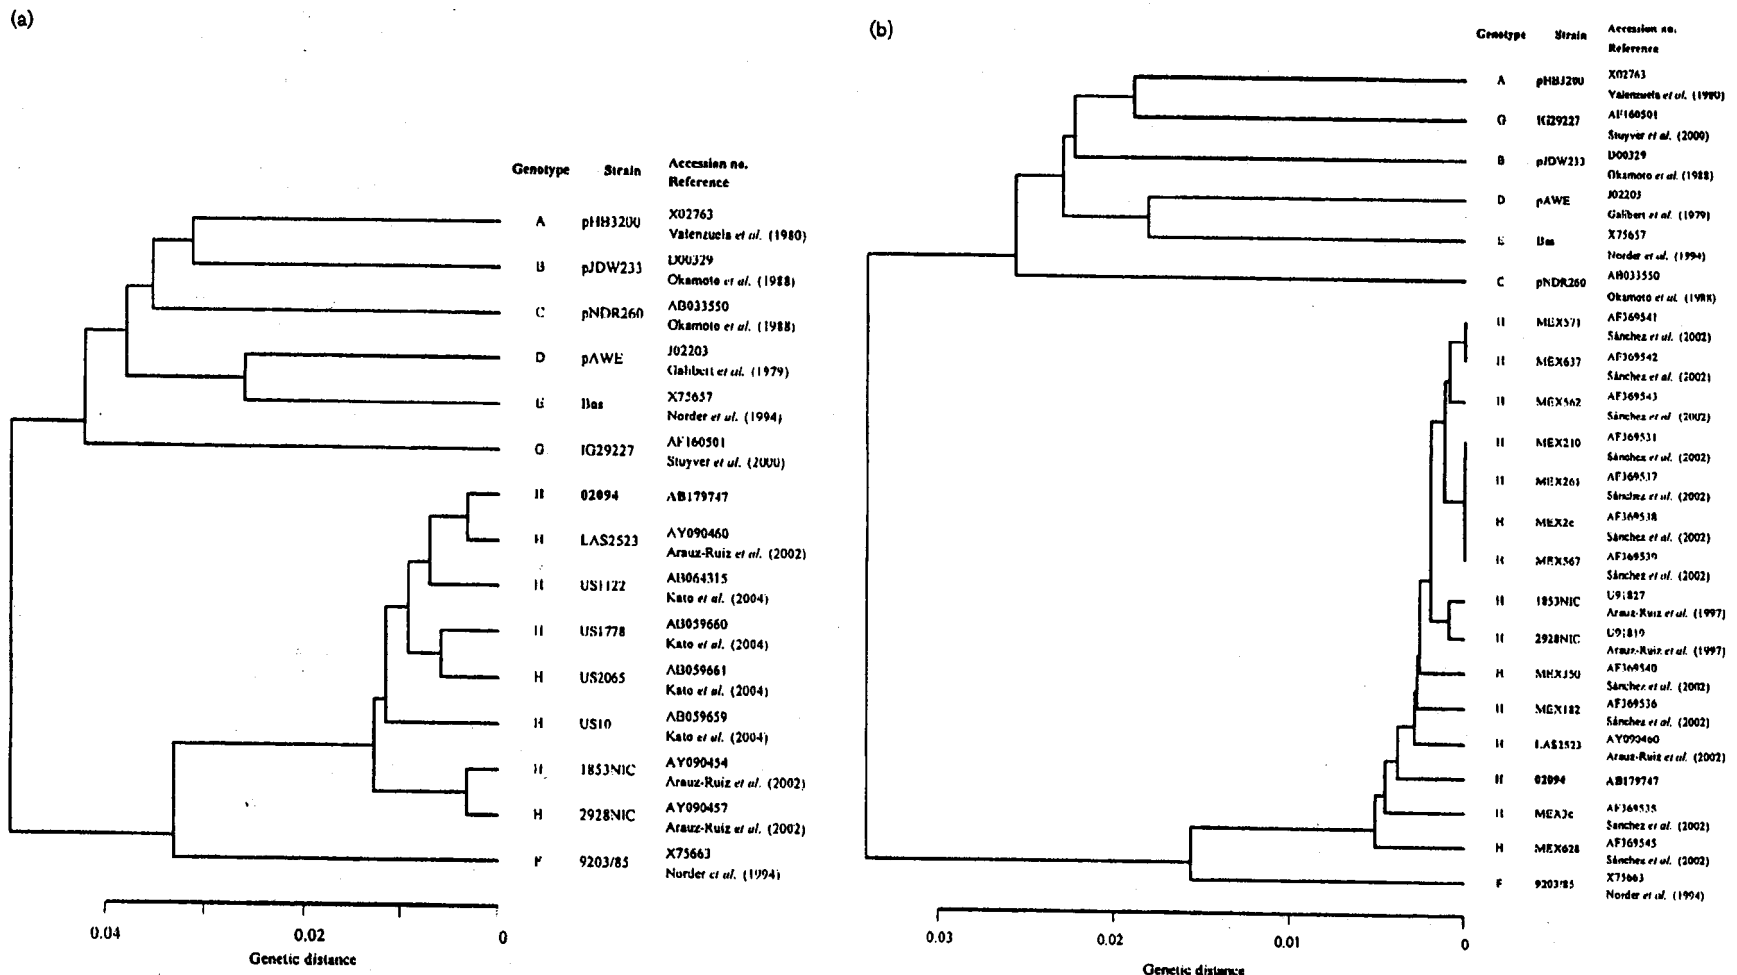 (a)
Genotype Strain Accession no.
Reference
A pHB3200 X02763
Valenzuela et al. (1980)
B pJDW233 D00329
Okamoto et al. (1988)
C pNDR260 AB033550
Okamoto et al. (1988)
D pAWE J02203
Galibert et al. (1979)
E Bas X75657
Norder et al. (1994)
G IG29227 AF160501
Stuyver et al. (2000)
H 02094 AB179747
H LAS2523 AY090460
Arauz-Ruiz et al. (2002)
H US1122 AB064315
Kato et al. (2004)
H US1778 AB059660
Kato et al. (2004)
H US2065 AB059661
Kato et al. (2004)
H US10 AB059659
Kato et al. (2004)
H 1853NIC AY090454
Arauz-Ruiz et al. (2002)
H 2928NIC AY090457
Arauz-Ruiz et al. (2002)
F 9203/85 X75663
Norder et al. (1994)
0.04 0.02 0
Genetic distance
(b)
Genotype Strain Accession no.
Reference
A pHB3200 X02763
Valenzuela et al. (1980)
G IG29227 AF160501
Stuyver et al. (2000)
B pJDW233 D00329
Okamoto et al. (1988)
D pAWE J02203
Galibert et al. (1979)
E Bas X75657
Norder et al. (1994)
C pNDR260 AB033550
Okamoto et al. (1988)
H MEX571 AF369541
Sánchez et al. (2002)
H MEX637 AF369542
Sánchez et al. (2002)
H MEX562 AF369543
Sánchez et al. (2002)
H MEX210 AF369531
Sánchez et al. (2002)
H AF369537
Sánchez et al. (2002)
H MEX2c AF369538
Sánchez et al. (2002)
H MEX567 AF369539
Sánchez et al. (2002)
H 1853NIC U91827
Arauz-Ruiz et al. (1997)
H 2928NIC U91819
Arauz-Ruiz et al. (1997)
H MEX350 AF369540
Sánchez et al. (2002)
H MEX182 AF369536
Sánchez et al. (2002)
H LAS2523 AY090460
Arauz-Ruiz et al. (2002)
H 02094 AB179747
H MEX3c AF369535
Sánchez et al. (2002)
H MEX628 AF369545
Sánchez et al. (2002)
F 9203/85 X75663
Norder et al. (1994)
0.03 0.02 0.01 0
Genetic distance